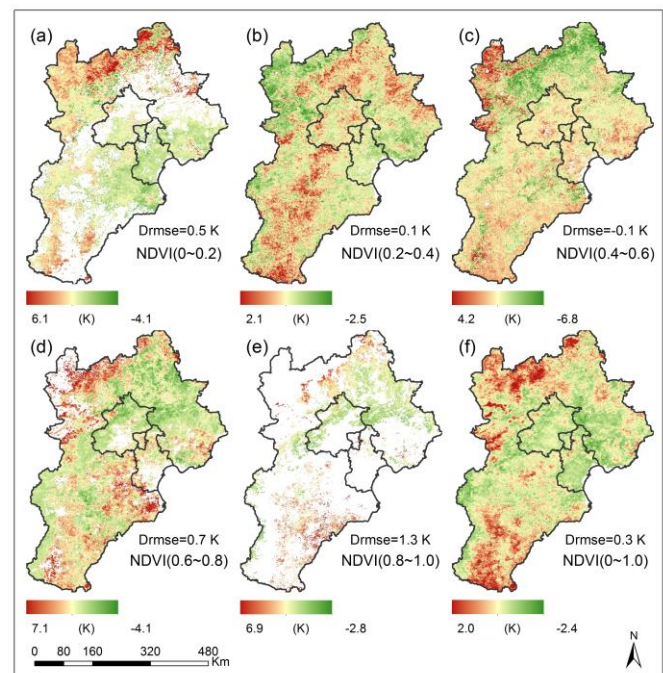 (a)
Drmse=0.5 K
NDVI(0~0.2)
6.1 (K) -4.1
(b)
Drmse=0.1 K
NDVI(0.2~0.4)
2.1 (K) -2.5
(c)
Drmse=-0.1 K
NDVI(0.4~0.6)
4.2 (K) -6.8
(d)
Drmse=0.7 K
NDVI(0.6~0.8)
7.1 (K) -4.1
(e)
Drmse=1.3 K
NDVI(0.8~1.0)
6.9 (K) -2.8
(f)
Drmse=0.3 K
NDVI(0~1.0)
2.0 (K) -2.4
0 80 160 320 480
Km
N